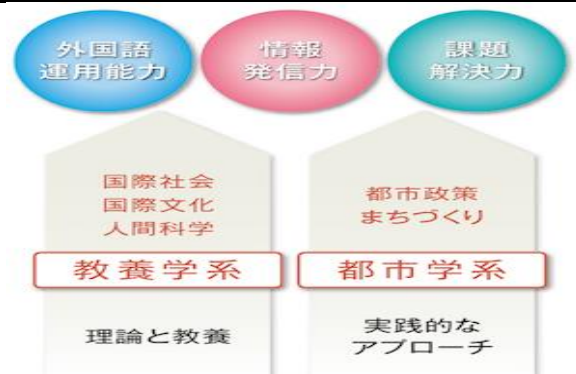 外国語
運用能力
情報
発信力
課題
解決力
国際社会
国際文化
人間科学
教養学系
理論と教養
都市政策
まちづくり
都市学系
実践的な
アプローチ